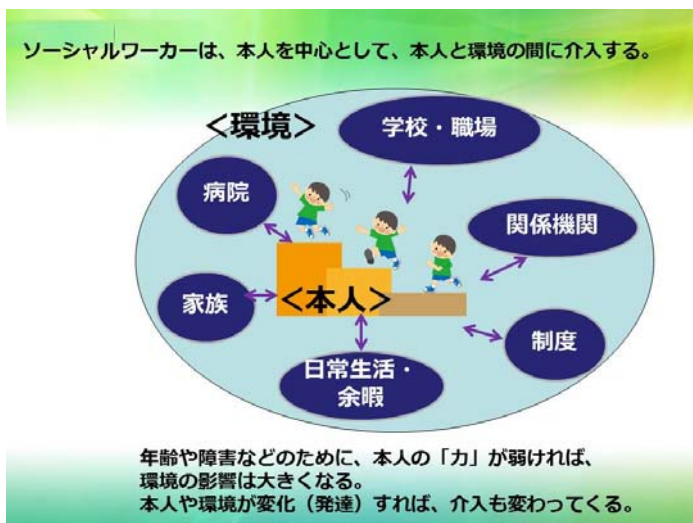 ソーシャルワーカーは、本人を中心として、本人と環境の間に介入する。
＜環境＞
学校・職場
病院
関係機関
家族
＜本人＞
制度
日常生活・
余暇
年齢や障害などのために、本人の「力」が弱ければ、
環境の影響は大きくなる。
本人や環境が変化（発達）すれば、介入も変わってくる。